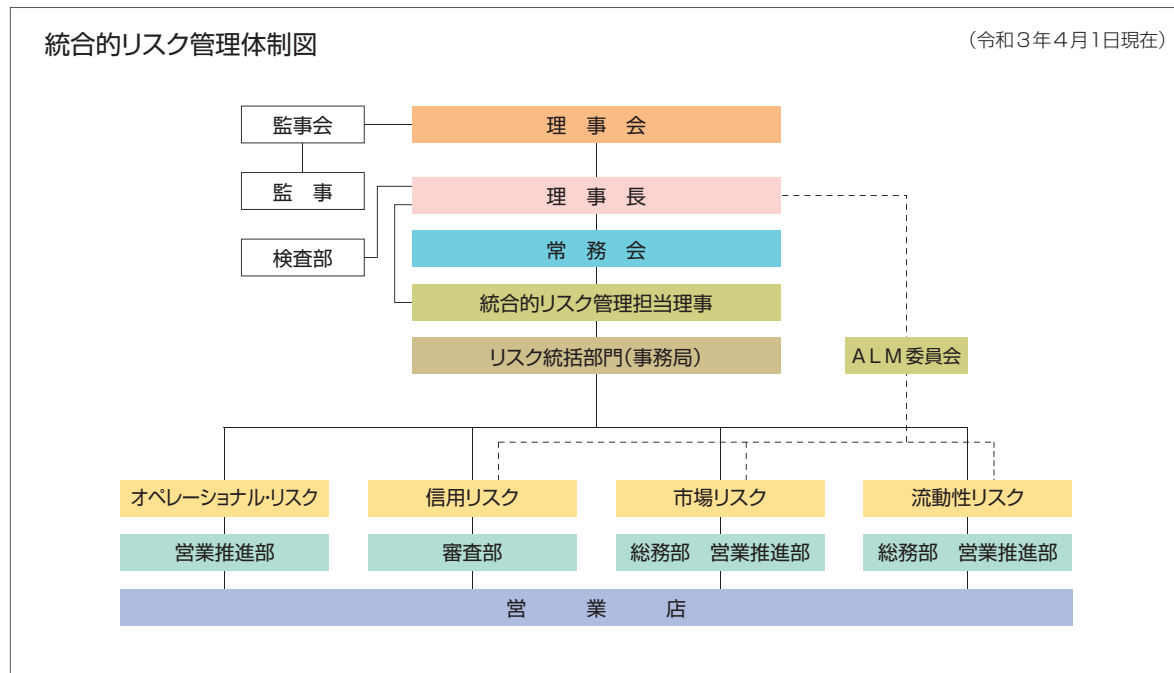 統合的リスク管理体制図
(令和3年4月1日現在)
監事会
理 事 会
監 事
理 事 長
検査部
常 務 会
統合的リスク管理担当理事
リスク統括部門(事務局)
ALM委員会
オペレーショナル・リスク
信用リスク
市場リスク
流動性リスク
営業推進部
審査部
総務部 営業推進部
総務部 営業推進部
営 業 店